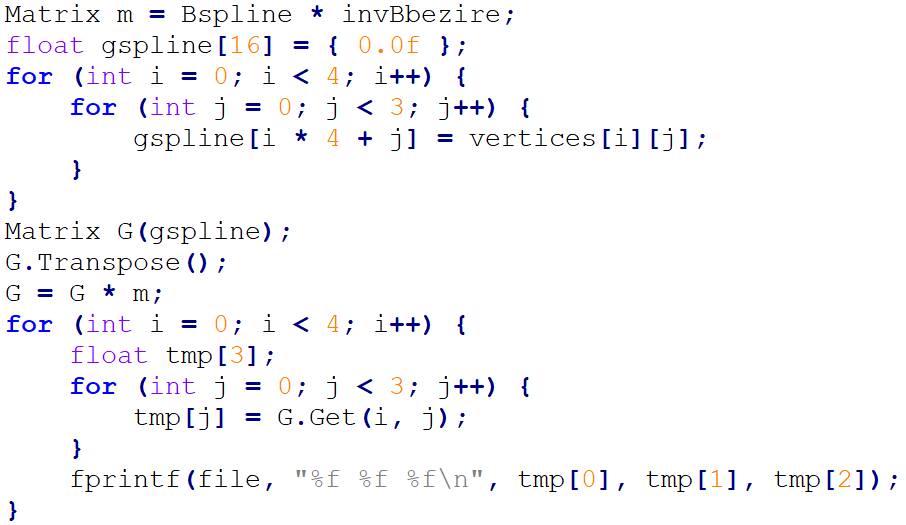 Matrix m = Bspline * invBbezire;
float gspline[16] = { 0.0f };
for (int i = 0; i < 4; i++) {
    for (int j = 0; j < 3; j++) {
        gspline[i * 4 + j] = vertices[i][j];
    }
}
Matrix G(gspline);
G.Transpose();
G = G * m;
for (int i = 0; i < 4; i++) {
    float tmp[3];
    for (int j = 0; j < 3; j++) {
        tmp[j] = G.Get(i, j);
    }
    fprintf(file, "%f %f %f\n", tmp[0], tmp[1], tmp[2]);
}